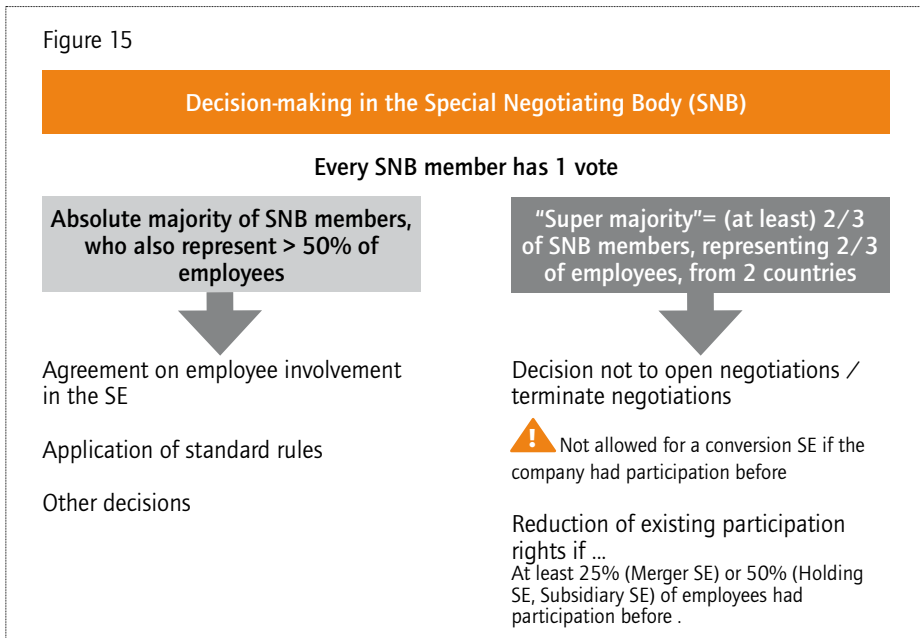 Figure 15
Decision-making in the Special Negotiating Body (SNB)
Every SNB member has 1 vote
Absolute majority of SNB members,
who also represent > 50% of
employees
Agreement on employee involvement
in the SE
Application of standard rules
Other decisions
“Super majority”= (at least) 2/3
of SNB members, representing 2/3
of employees, from 2 countries
Decision not to open negotiations /
terminate negotiations
! Not allowed for a conversion SE if the
company had participation before
Reduction of existing participation
rights if ...
At least 25% (Merger SE) or 50% (Holding
SE, Subsidiary SE) of employees had
participation before .